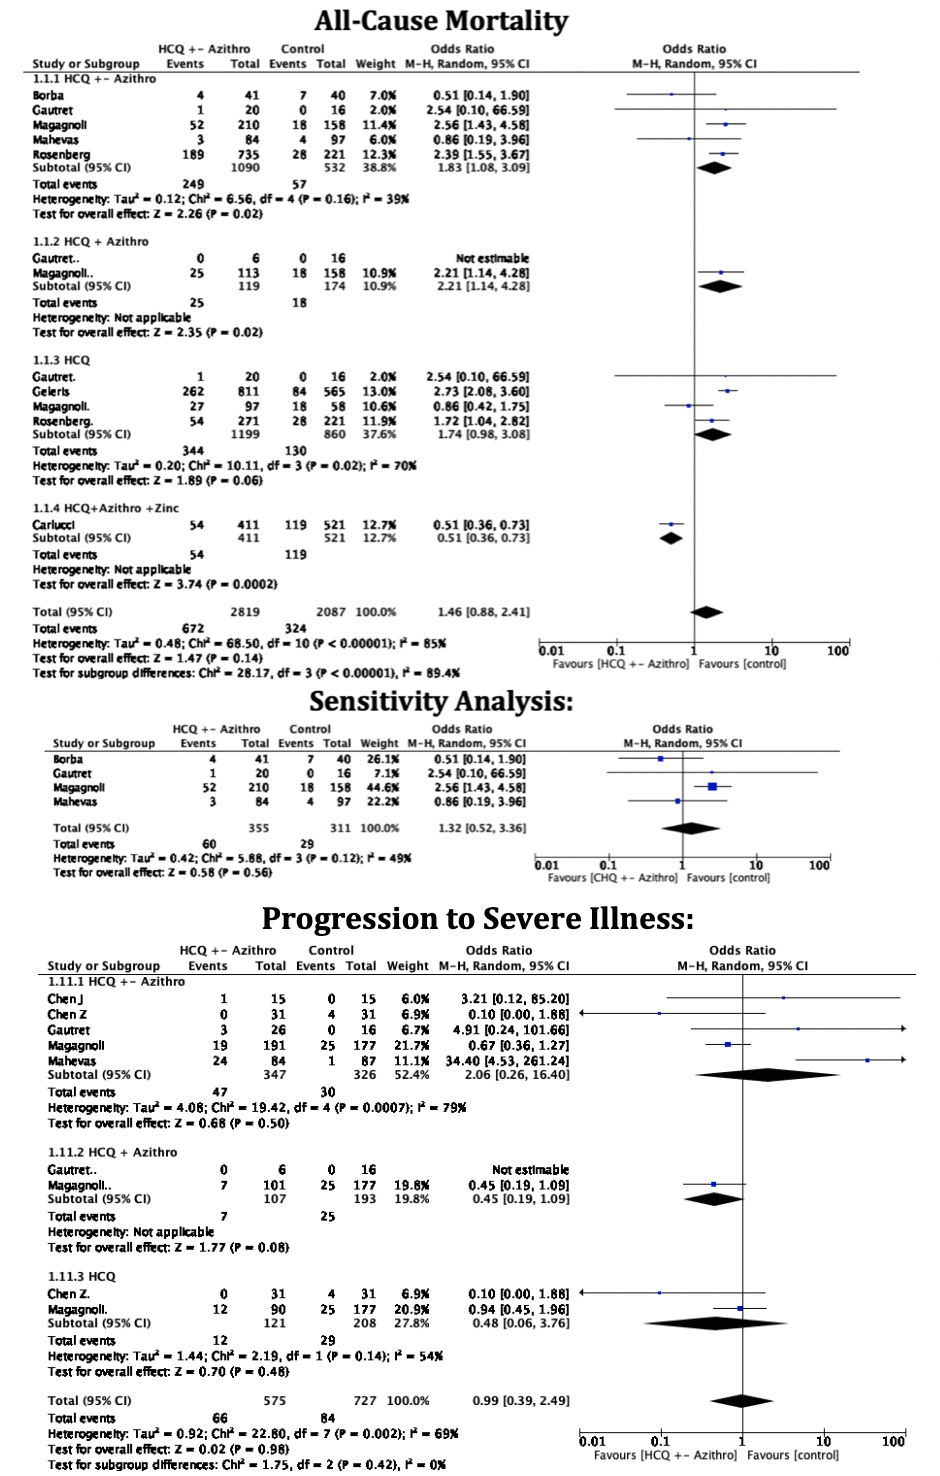 All-Cause Mortality
HCQ +- Azithro Control Odds Ratio Odds Ratio
Study or Subgroup Events Total Events Total Weight M-H, Random, 95% CI M-H, Random, 95% CI
1.1.1 HCQ +- Azithro
Borba 4 41 7 40 7.0% 0.51 [0.14, 1.90]
Gautret 1 20 0 16 2.0% 2.54 [0.10, 66.59]
Magagnoli 52 210 18 158 11.4% 2.56 [1.43, 4.58]
Mahevas 3 84 4 97 6.0% 0.86 [0.19, 3.96]
Rosenberg 189 735 28 221 12.3% 2.39 [1.55, 3.67]
Subtotal (95% CI) 1090 532 38.8% 1.83 [1.08, 3.09]
Total events 249 57
Heterogeneity: Tau² = 0.12; Chi² = 6.56, df = 4 (P = 0.16); I² = 39%
Test for overall effect: Z = 2.26 (P = 0.02)
1.1.2 HCQ + Azithro
Gautret.. 0 6 0 16 Not estimable
Magagnoli.. 25 113 18 158 10.9% 2.21 [1.14, 4.28]
Subtotal (95% CI) 119 174 10.9% 2.21 [1.14, 4.28]
Total events 25 18
Heterogeneity: Not applicable
Test for overall effect: Z = 2.35 (P = 0.02)
1.1.3 HCQ
Gautret. 1 20 0 16 2.0% 2.54 [0.10, 66.59]
Geleris 262 811 84 565 13.0% 2.73 [2.08, 3.60]
Magagnoli. 27 97 18 58 10.6% 0.86 [0.42, 1.75]
Rosenberg. 54 271 28 221 11.9% 1.72 [1.04, 2.82]
Subtotal (95% CI) 1199 860 37.6% 1.74 [0.98, 3.08]
Total events 344 130
Heterogeneity: Tau² = 0.20; Chi² = 10.11, df = 3 (P = 0.02); I² = 70%
Test for overall effect: Z = 1.89 (P = 0.06)
1.1.4 HCQ+Azithro +Zinc
Carlucci 54 411 119 521 12.7% 0.51 [0.36, 0.73]
Subtotal (95% CI) 411 521 12.7% 0.51 [0.36, 0.73]
Total events 54 119
Heterogeneity: Not applicable
Test for overall effect: Z = 3.74 (P = 0.0002)
Total (95% CI) 2819 2087 100.0% 1.46 [0.88, 2.41]
Total events 672 324
Heterogeneity: Tau² = 0.48; Chi² = 68.50, df = 10 (P < 0.00001); I² = 85%
Test for overall effect: Z = 1.47 (P = 0.14)
Test for subgroup differences: Chi² = 28.17, df = 3 (P < 0.00001), I² = 89.4%
0.01 0.1 1 10 100
Favours [HCQ +- Azithro] Favours [control]
Sensitivity Analysis:
HCQ +- Azithro Control Odds Ratio Odds Ratio
Study or Subgroup Events Total Events Total Weight M-H, Random, 95% CI M-H, Random, 95% CI
Borba 4 41 7 40 26.1% 0.51 [0.14, 1.90]
Gautret 1 20 0 16 7.1% 2.54 [0.10, 66.59]
Magagnoli 52 210 18 158 44.6% 2.56 [1.43, 4.58]
Mahevas 3 84 4 97 22.2% 0.86 [0.19, 3.96]
Total (95% CI) 355 311 100.0% 1.32 [0.52, 3.36]
Total events 60 29
Heterogeneity: Tau² = 0.42; Chi² = 5.88, df = 3 (P = 0.12); I² = 49%
Test for overall effect: Z = 0.58 (P = 0.56)
0.01 0.1 1 10 100
Favours [CHQ +- Azithro] Favours [control]
Progression to Severe Illness:
HCQ +- Azithro Control Odds Ratio Odds Ratio
Study or Subgroup Events Total Events Total Weight M-H, Random, 95% CI M-H, Random, 95% CI
1.11.1 HCQ +- Azithro
Chen J 1 15 0 15 6.0% 3.21 [0.12, 85.20]
Chen Z 0 31 4 31 6.9% 0.10 [0.00, 1.88]
Gautret 3 26 0 16 6.7% 4.91 [0.24, 101.66]
Magagnoli 19 191 25 177 21.7% 0.67 [0.36, 1.27]
Mahevas 24 84 1 87 11.1% 34.40 [4.53, 261.24]
Subtotal (95% CI) 347 326 52.4% 2.06 [0.26, 16.40]
Total events 47 30
Heterogeneity: Tau² = 4.08; Chi² = 19.42, df = 4 (P = 0.0007); I² = 79%
Test for overall effect: Z = 0.68 (P = 0.50)
1.11.2 HCQ + Azithro
Gautret.. 0 6 0 16 Not estimable
Magagnoli.. 7 101 25 177 19.8% 0.45 [0.19, 1.09]
Subtotal (95% CI) 107 193 19.8% 0.45 [0.19, 1.09]
Total events 7 25
Heterogeneity: Not applicable
Test for overall effect: Z = 1.77 (P = 0.08)
1.11.3 HCQ
Chen Z. 0 31 4 31 6.9% 0.10 [0.00, 1.88]
Magagnoli. 12 90 25 177 20.9% 0.94 [0.45, 1.96]
Subtotal (95% CI) 121 208 27.8% 0.48 [0.06, 3.76]
Total events 12 29
Heterogeneity: Tau² = 1.44; Chi² = 2.19, df = 1 (P = 0.14); I² = 54%
Test for overall effect: Z = 0.70 (P = 0.48)
Total (95% CI) 575 727 100.0% 0.99 [0.39, 2.49]
Total events 66 84
Heterogeneity: Tau² = 0.92; Chi² = 22.80, df = 7 (P = 0.002); I² = 69%
Test for overall effect: Z = 0.02 (P = 0.98)
Test for subgroup differences: Chi² = 1.75, df = 2 (P = 0.42), I² = 0%
0.01 0.1 1 10 100
Favours [HCQ +- Azithro] Favours [control]